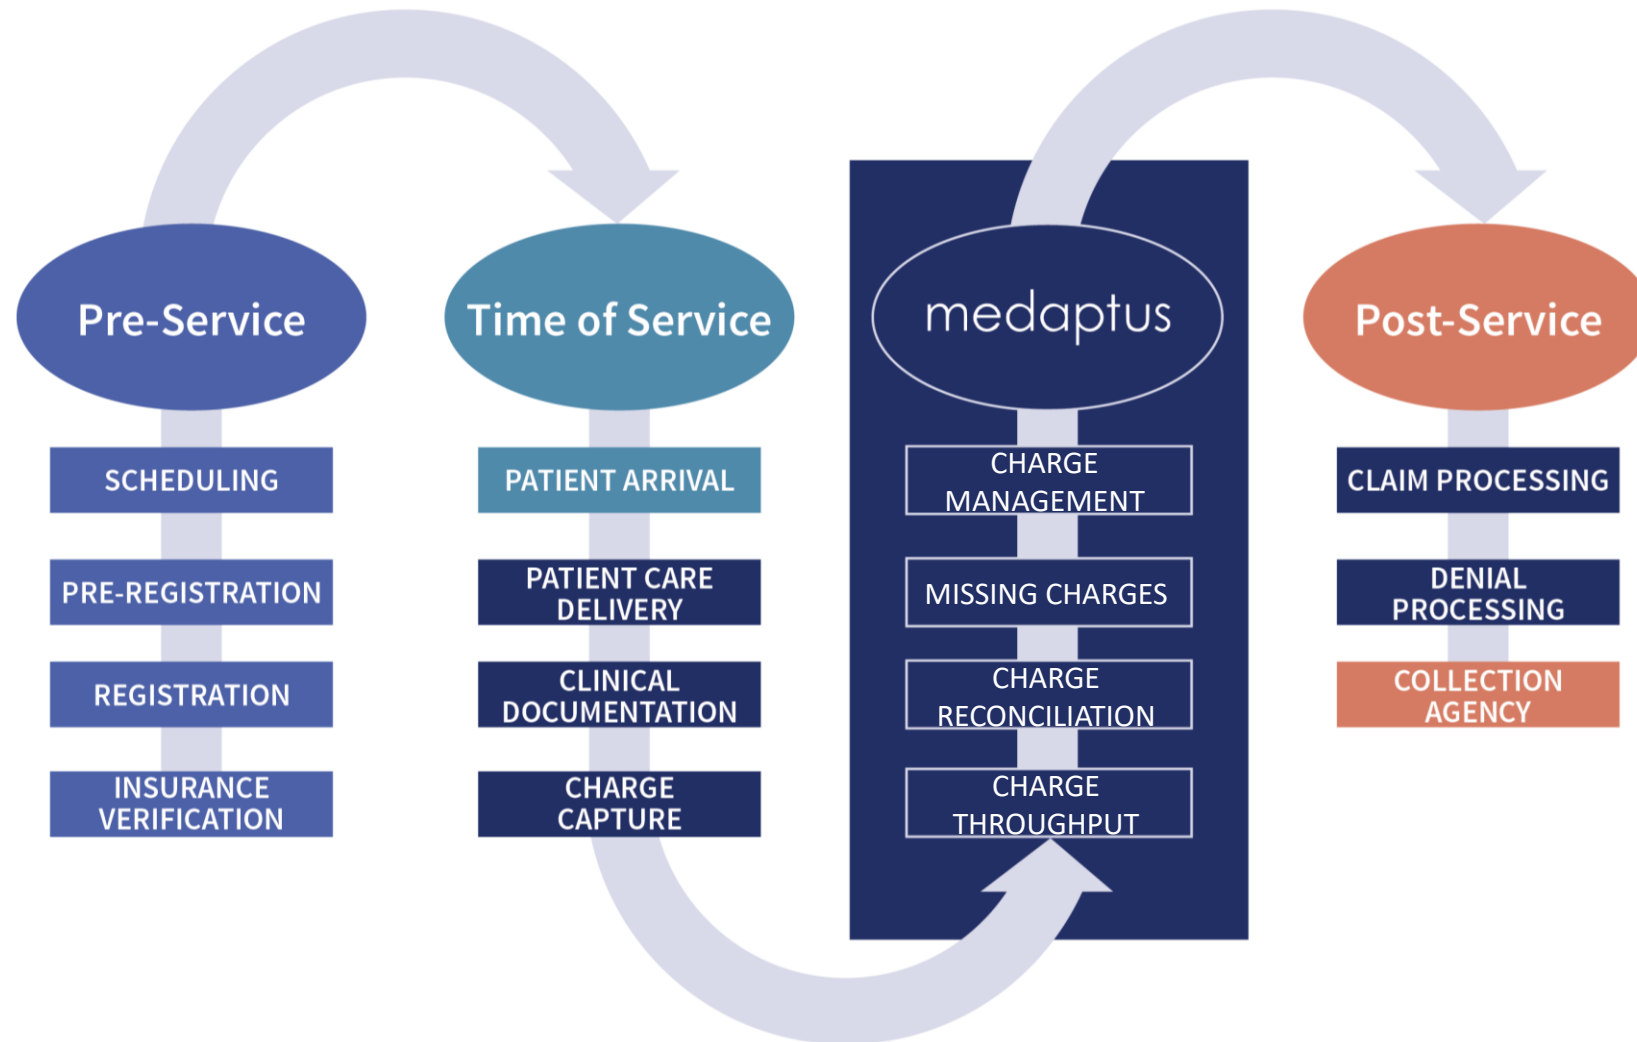 Pre-Service
SCHEDULING
PRE-REGISTRATION
REGISTRATION
INSURANCE
VERIFICATION
Time of Service
PATIENT ARRIVAL
PATIENT CARE
DELIVERY
CLINICAL
DOCUMENTATION
CHARGE
CAPTURE
medaptus
CHARGE
MANAGEMENT
MISSING CHARGES
CHARGE
RECONCILIATION
CHARGE
THROUGHPUT
Post-Service
CLAIM PROCESSING
DENIAL
PROCESSING
COLLECTION
AGENCY